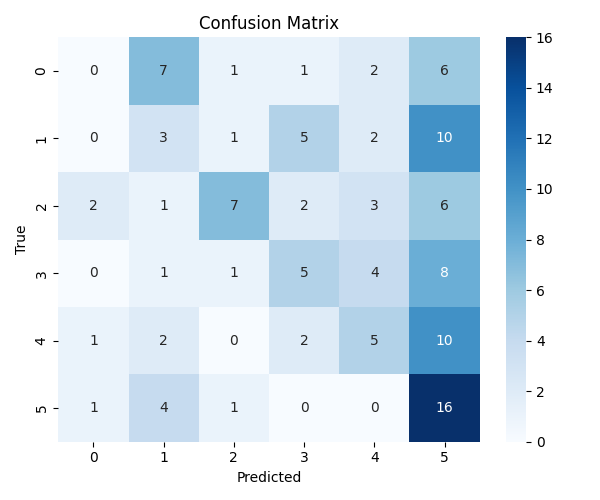 Confusion Matrix
True
0 0 7 1 1 2 6
1 0 3 1 5 2 10
2 2 1 7 2 3 6
3 0 1 1 5 4 8
4 1 2 0 2 5 10
5 1 4 1 0 0 16
0 1 2 3 4 5
Predicted
16
14
12
10
8
6
4
2
0